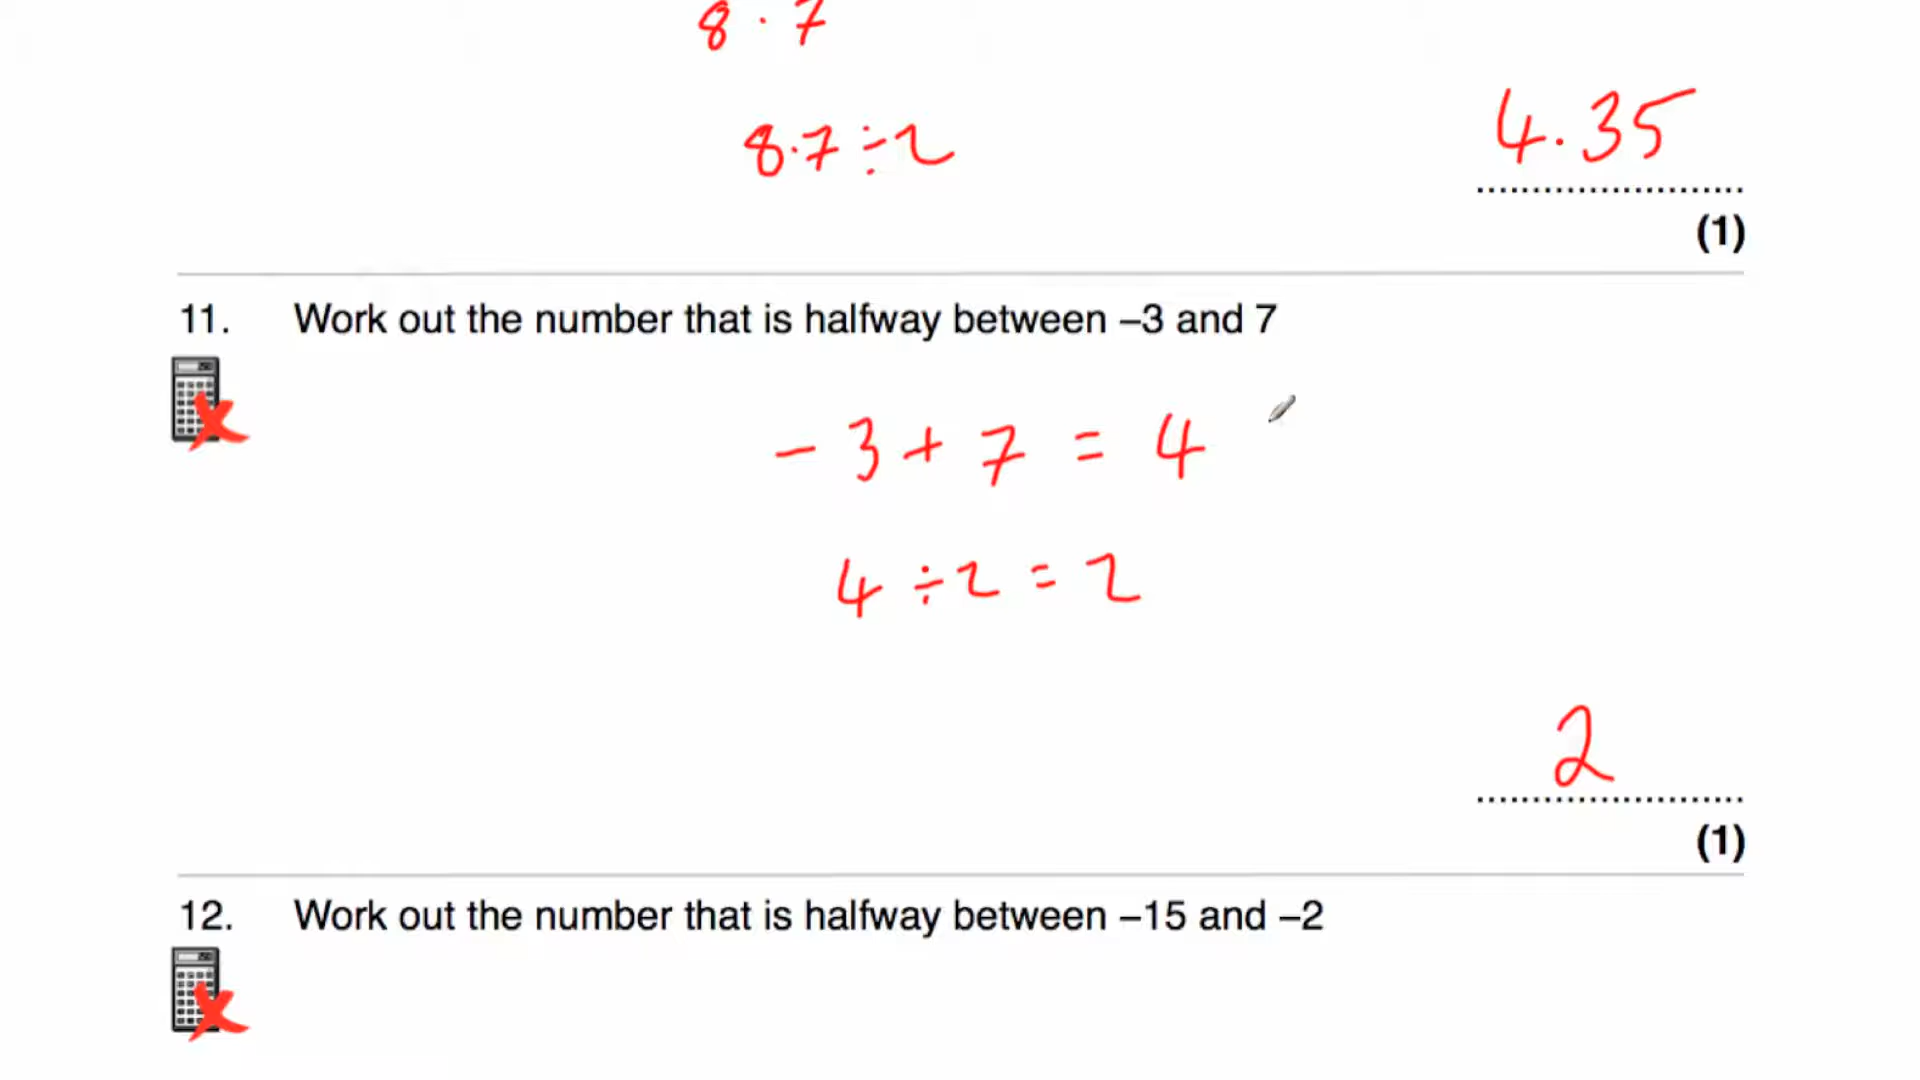 8.7
8.7 ÷ 2
4.35
(1)
11. Work out the number that is halfway between –3 and 7
- 3 + 7 = 4
4 ÷ 2 = 2
2
(1)
12. Work out the number that is halfway between –15 and –2